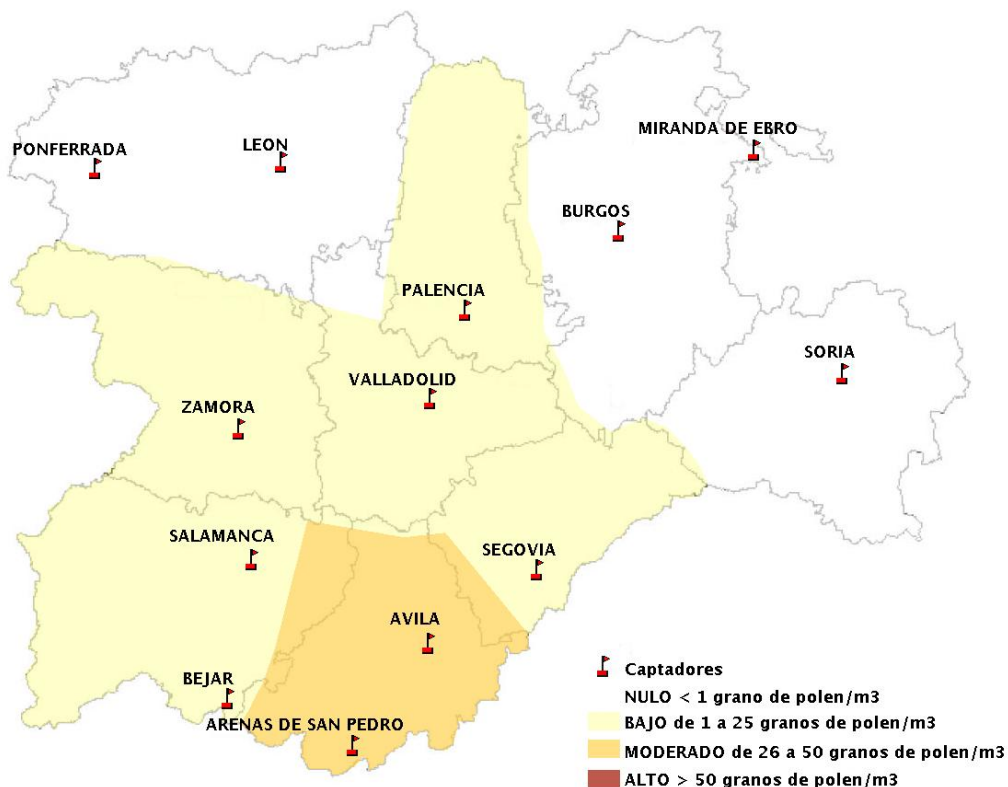 MIRANDA DE EBRO
PONFERRADA
LEON
BURGOS
PALENCIA
SORIA
VALLADOLID
ZAMORA
SALAMANCA
SEGOVIA
AVILA
BEJAR
ARENAS DE SAN PEDRO
Captadores
NULO < 1 grano de polen/m3
BAJO de 1 a 25 granos de polen/m3
MODERADO de 26 a 50 granos de polen/m3
ALTO > 50 granos de polen/m3